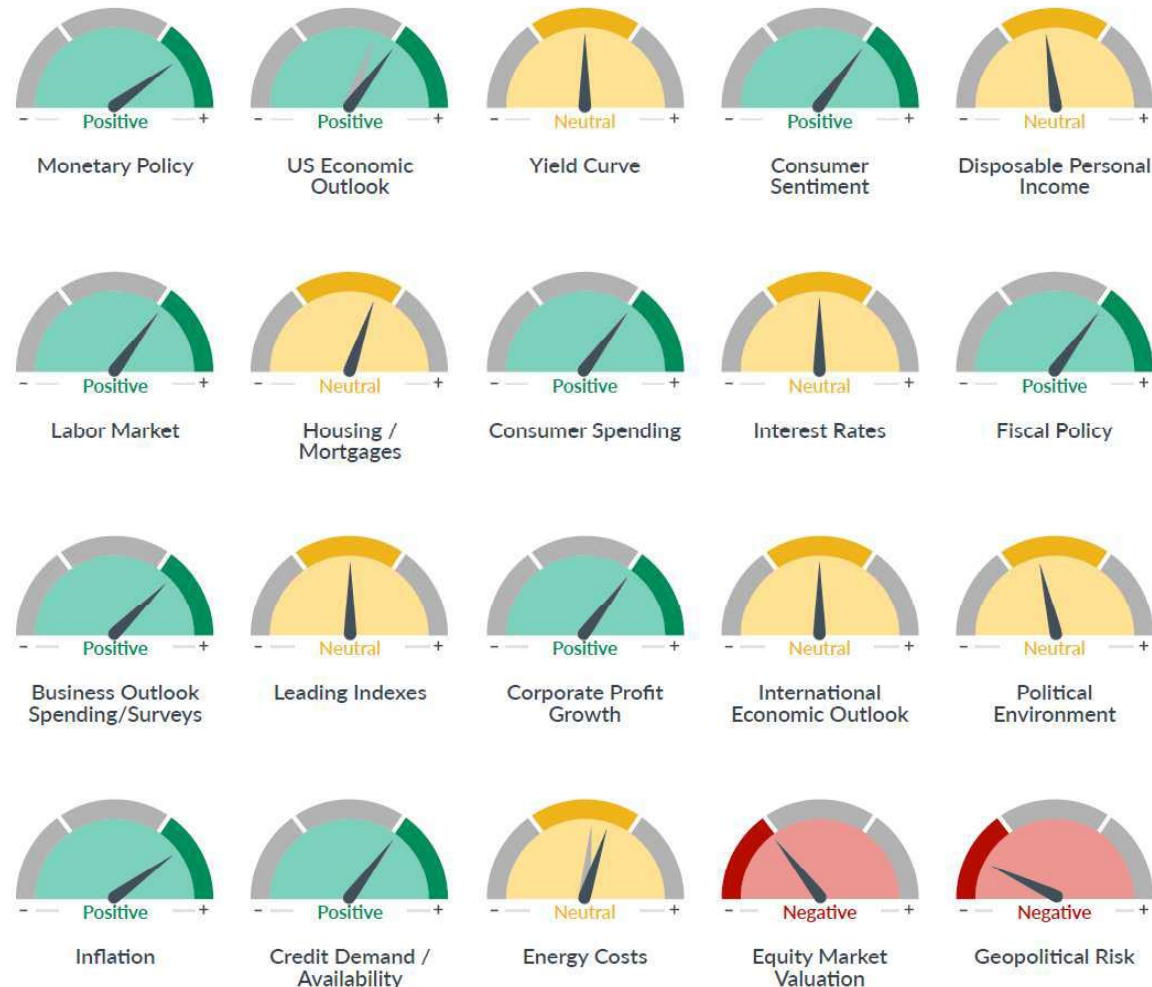 - Positive +
Monetary Policy
- Positive +
US Economic
Outlook
- Neutral +
Yield Curve
- Positive +
Consumer
Sentiment
- Neutral +
Disposable Personal
Income
- Positive +
Labor Market
- Neutral +
Housing /
Mortgages
- Positive +
Consumer Spending
- Neutral +
Interest Rates
- Positive +
Fiscal Policy
- Positive +
Business Outlook
Spending/Surveys
- Neutral +
Leading Indexes
- Positive +
Corporate Profit
Growth
- Neutral +
International
Economic Outlook
- Neutral +
Political
Environment
- Positive +
Inflation
- Positive +
Credit Demand /
Availability
- Neutral +
Energy Costs
- Negative +
Equity Market
Valuation
- Negative +
Geopolitical Risk